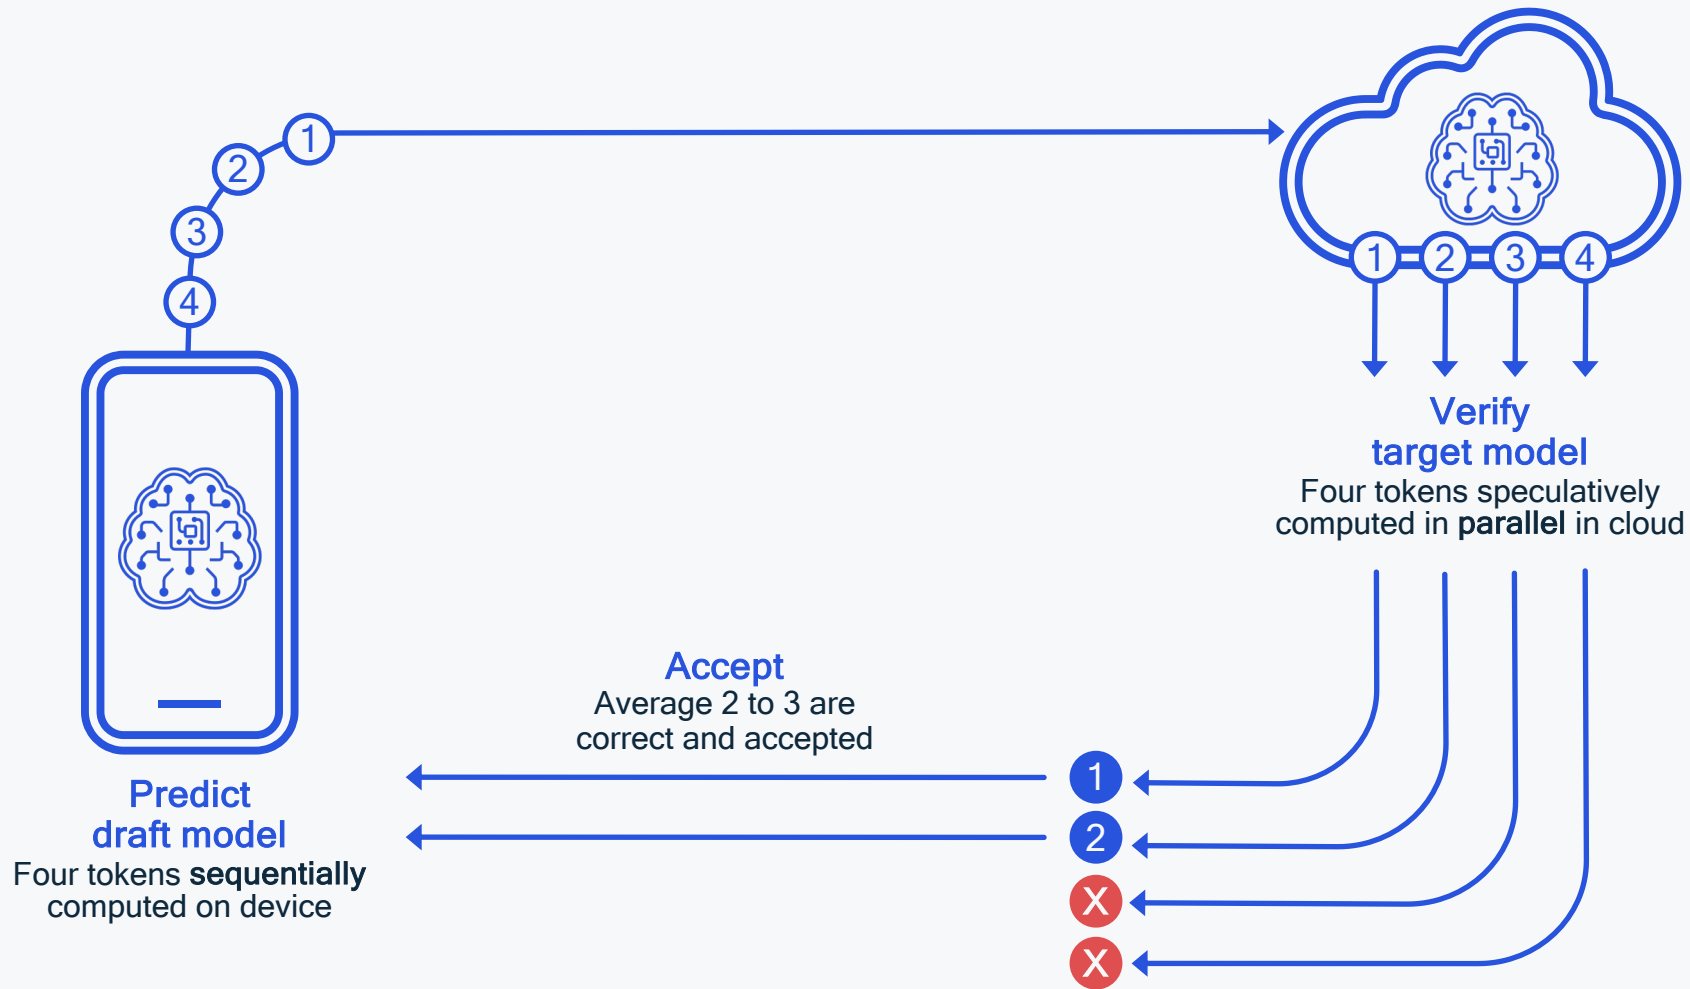 1
2
3
4
1 2 3 4
Verify
target model
Four tokens speculatively
computed in parallel in cloud
Accept
Average 2 to 3 are
correct and accepted
1
2
X
X
Predict
draft model
Four tokens sequentially
computed on device